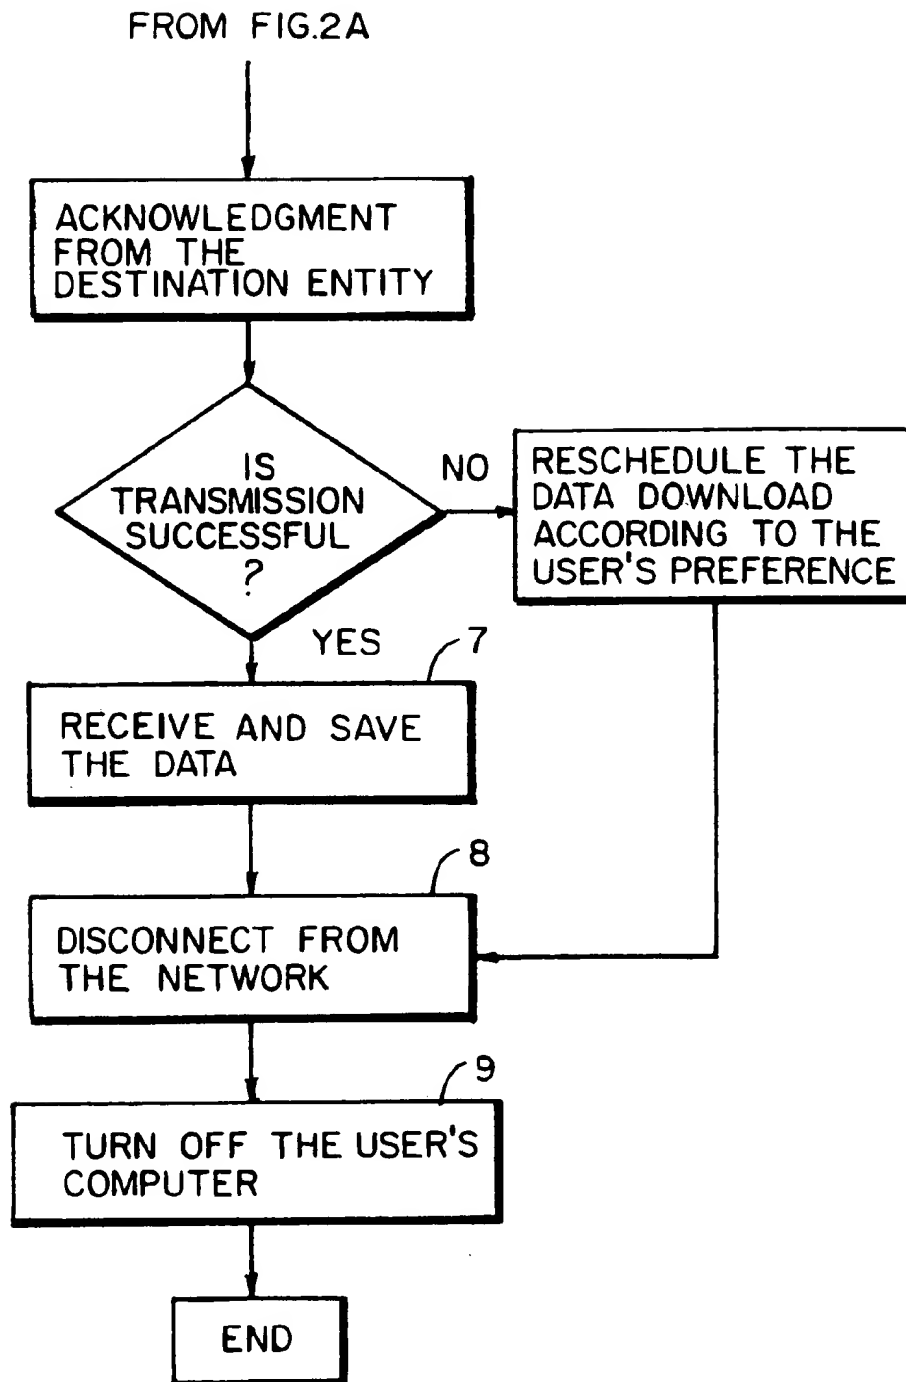 FROM FIG.2A
ACKNOWLEDGMENT
FROM THE
DESTINATION ENTITY
IS
TRANSMISSION
SUCCESSFUL
?
NO
RESCHEDULE THE
DATA DOWNLOAD
ACCORDING TO THE
USER'S PREFERENCE
YES
7
RECEIVE AND SAVE
THE DATA
8
DISCONNECT FROM
THE NETWORK
9
TURN OFF THE USER'S
COMPUTER
END